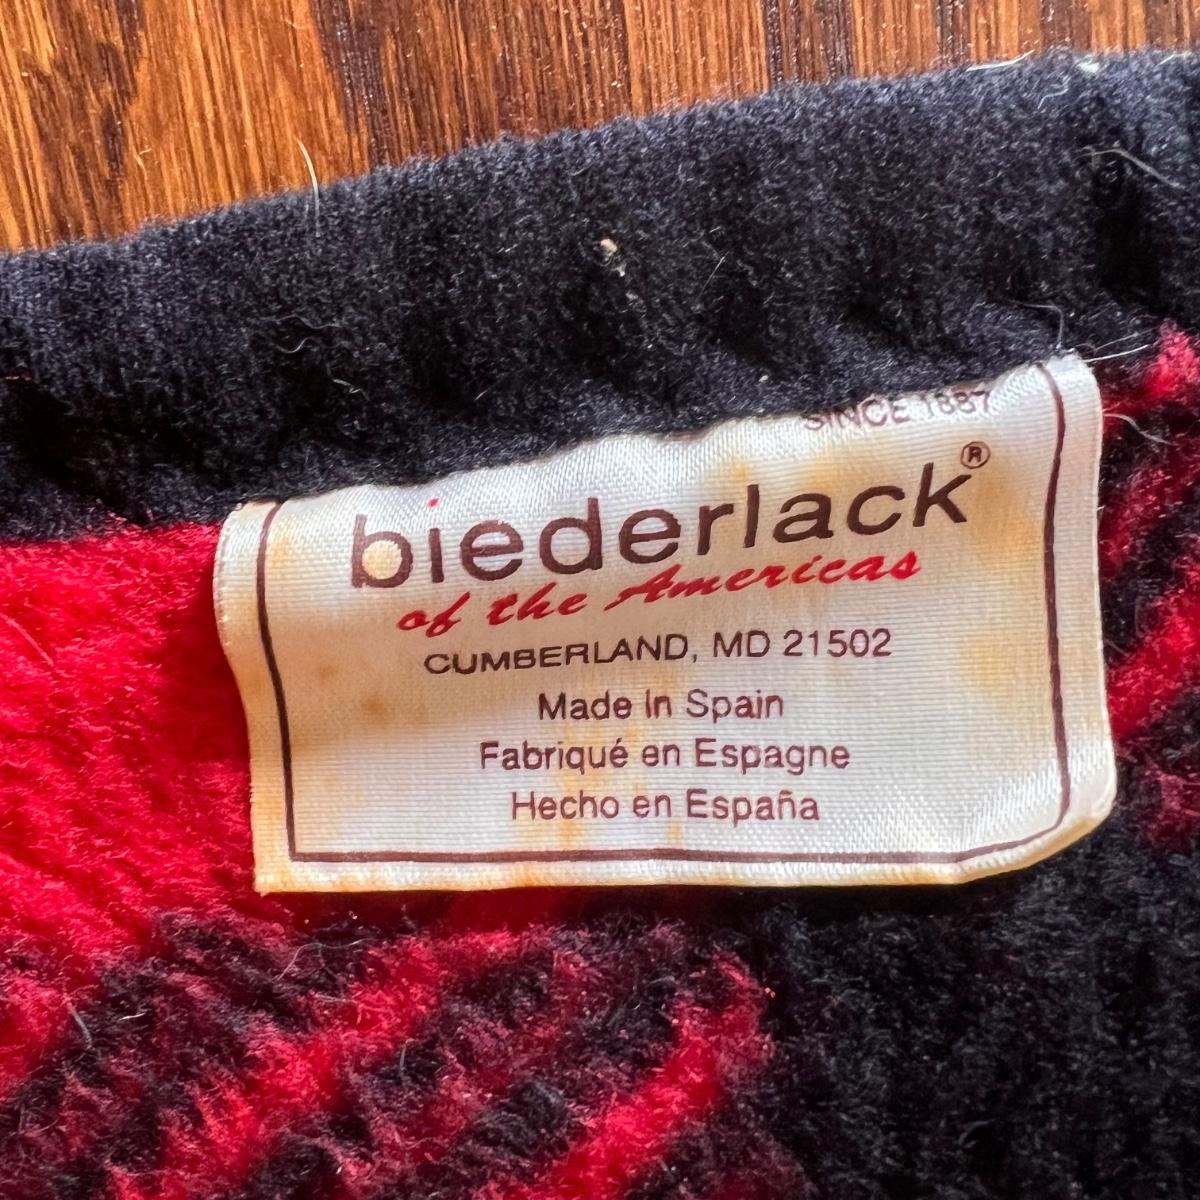 SINCE 1887
biederlack®
of the Americas
CUMBERLAND, MD 21502
Made In Spain
Fabriqué en Espagne
Hecho en España